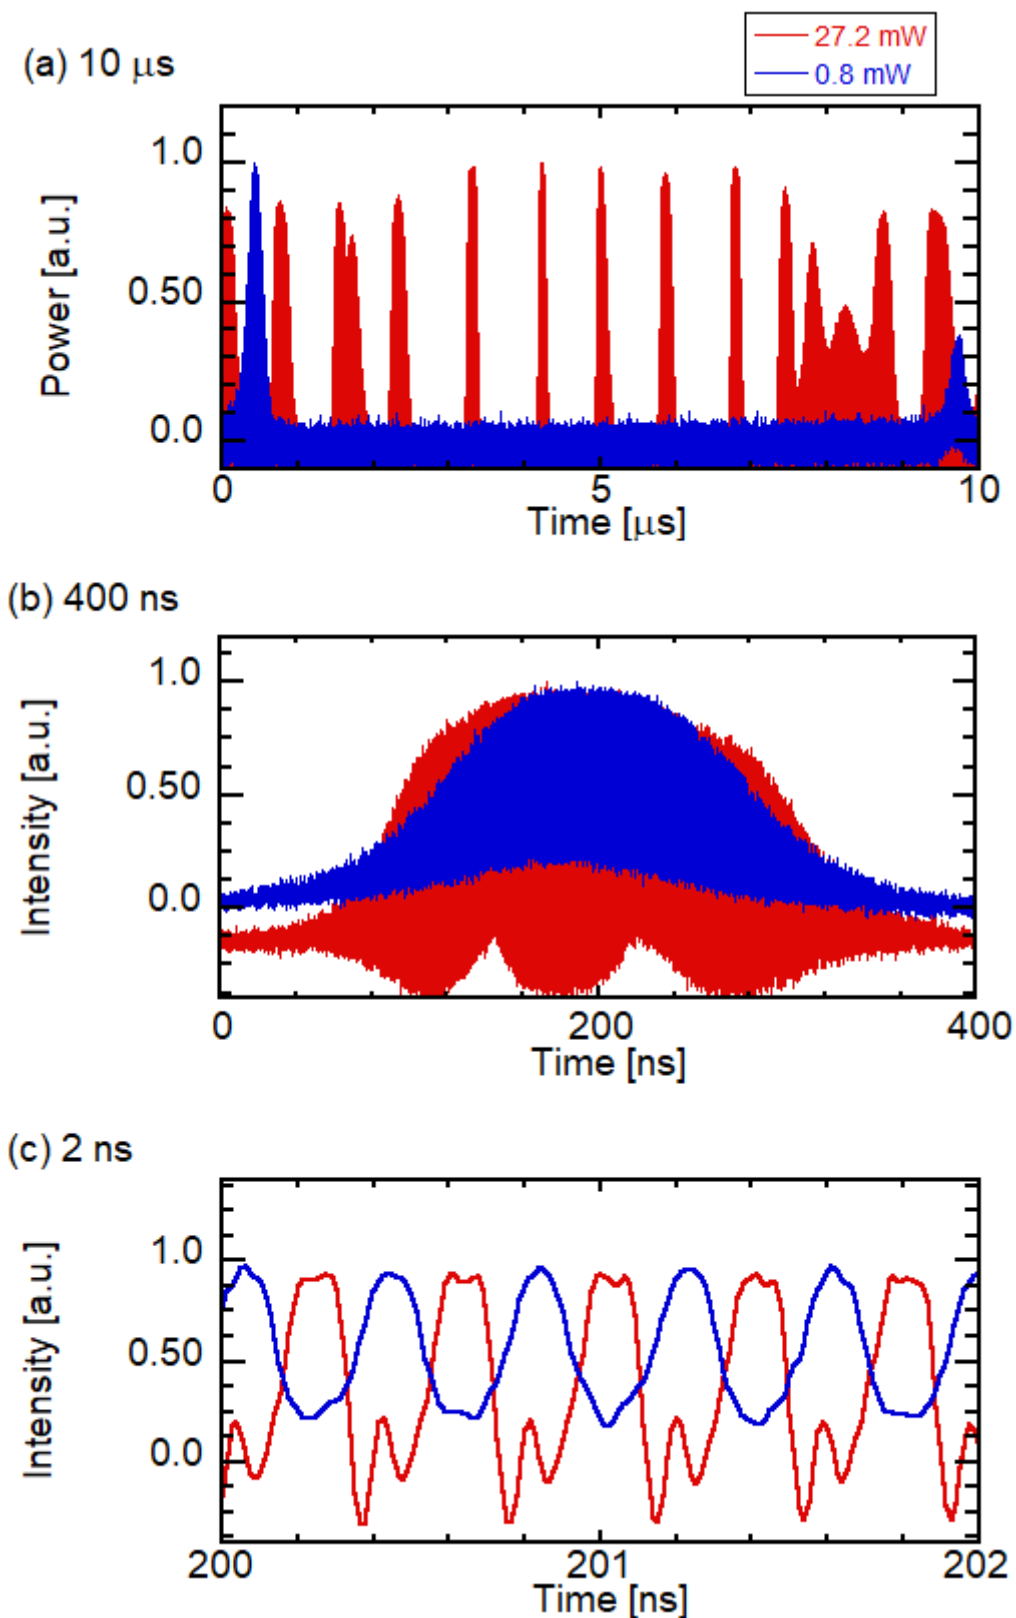 27.2 mW
0.8 mW
(a) 10 μs
1.0
0.50
0.0
Power [a.u.]
0 5 10
Time [μs]
(b) 400 ns
1.0
0.50
0.0
Intensity [a.u.]
0 200 400
Time [ns]
(c) 2 ns
1.0
0.50
0.0
Intensity [a.u.]
200 201 202
Time [ns]